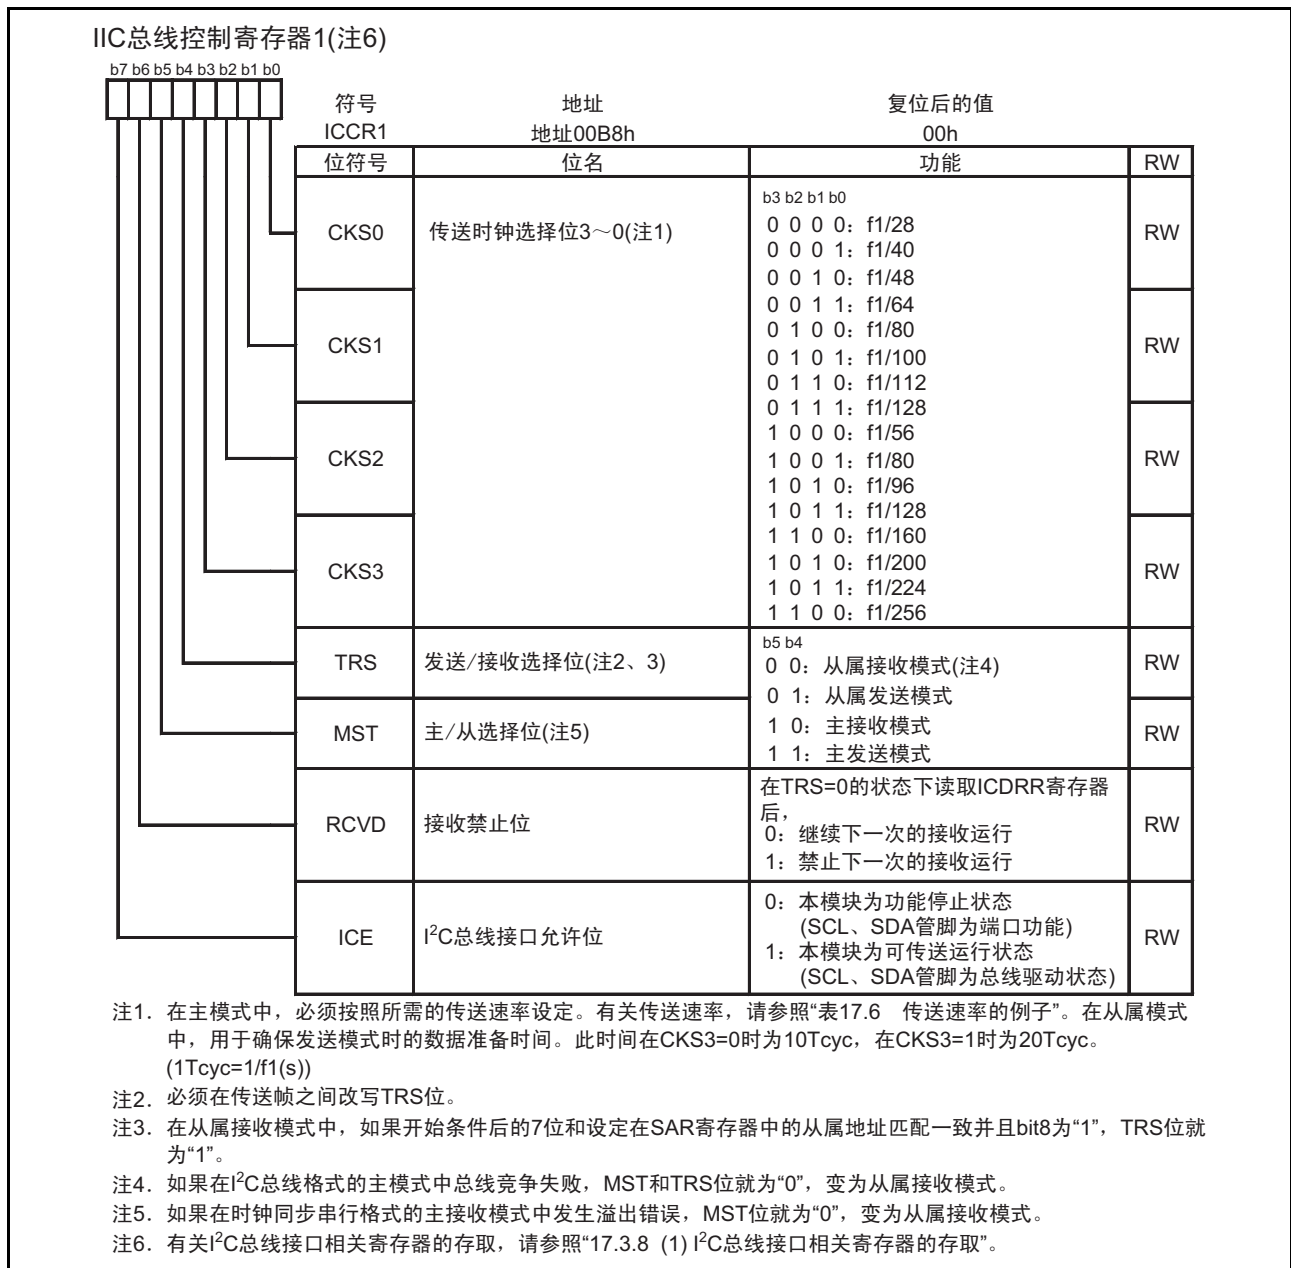 IIC总线控制寄存器1(注6)
b7 b6 b5 b4 b3 b2 b1 b0
符号 地址 复位后的值
ICCR1 地址00B8h 00h
位符号 位名 功能 RW
CKS0 传送时钟选择位3～0(注1) RW
b3 b2 b1 b0
0 0 0 0：f1/28
0 0 0 1：f1/40
0 0 1 0：f1/48
0 0 1 1：f1/64
0 1 0 0：f1/80
CKS1 RW
0 1 0 1：f1/100
0 1 1 0：f1/112
0 1 1 1：f1/128
1 0 0 0：f1/56
CKS2 RW
1 0 0 1：f1/80
1 0 1 0：f1/96
1 0 1 1：f1/128
1 1 0 0：f1/160
CKS3 RW
1 0 1 0：f1/200
1 0 1 1：f1/224
1 1 0 0：f1/256
TRS 发送/接收选择位(注2、3) RW
b5 b4
0 0：从属接收模式(注4)
0 1：从属发送模式
MST 主/从选择位(注5) RW
1 0：主接收模式
1 1：主发送模式
RCVD 接收禁止位 RW
在TRS=0的状态下读取ICDRR寄存器
后，
0：继续下一次的接收运行
1：禁止下一次的接收运行
ICE I²C总线接口允许位 RW
0：本模块为功能停止状态
(SCL、SDA管脚为端口功能)
1：本模块为可传送运行状态
(SCL、SDA管脚为总线驱动状态)
注1．在主模式中，必须按照所需的传送速率设定。有关传送速率，请参照“表17.6 传送速率的例子”。在从属模式
中，用于确保发送模式时的数据准备时间。此时间在CKS3=0时为10Tcyc，在CKS3=1时为20Tcyc。
(1Tcyc=1/f1(s))
注2．必须在传送帧之间改写TRS位。
注3．在从属接收模式中，如果开始条件后的7位和设定在SAR寄存器中的从属地址匹配一致并且bit8为“1”，TRS位就
为“1”。
注4．如果在I²C总线格式的主模式中总线竞争失败，MST和TRS位就为“0”，变为从属接收模式。
注5．如果在时钟同步串行格式的主接收模式中发生溢出错误，MST位就为“0”，变为从属接收模式。
注6．有关I²C总线接口相关寄存器的存取，请参照“17.3.8 (1) I²C总线接口相关寄存器的存取”。